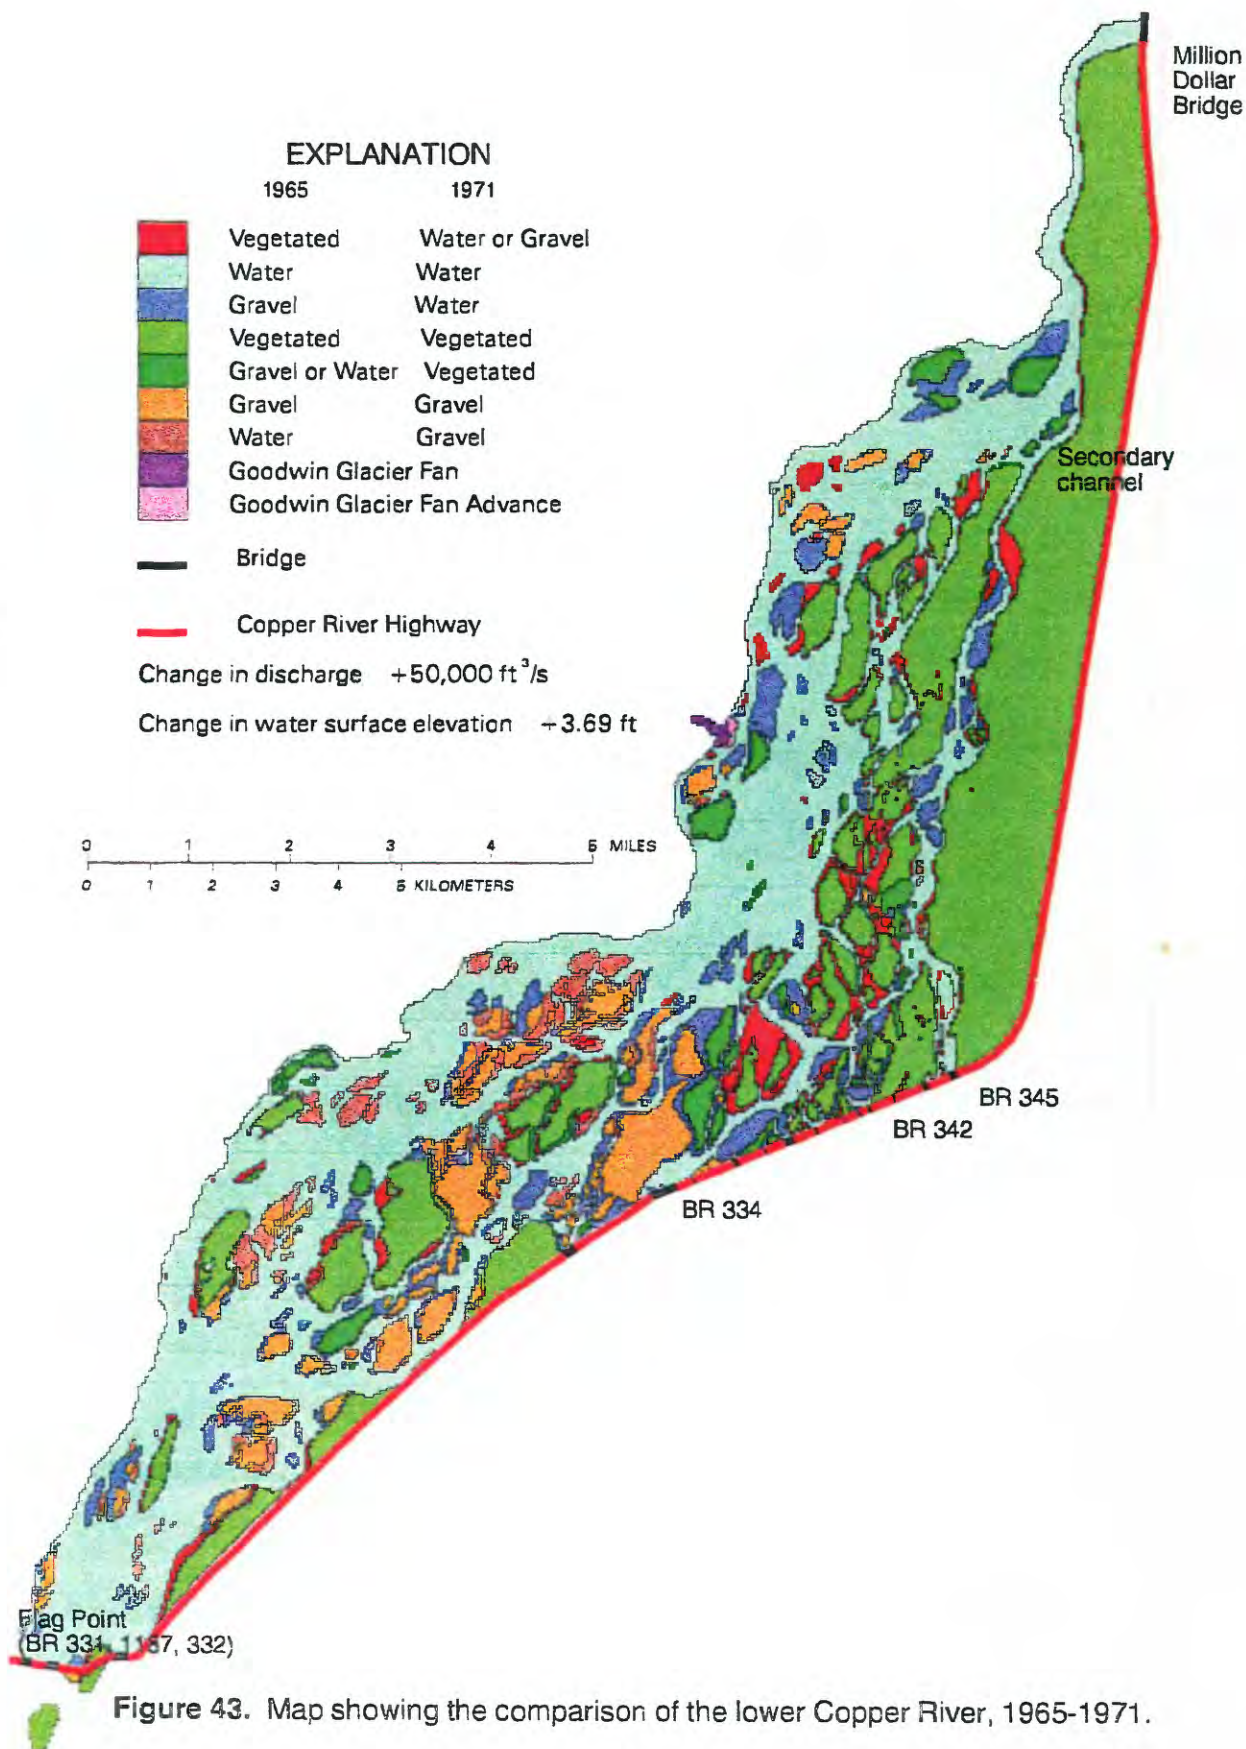 Million
Dollar
Bridge
EXPLANATION
1965 1971
Vegetated Water or Gravel
Water Water
Gravel Water
Vegetated Vegetated
Gravel or Water Vegetated
Gravel Gravel
Water Gravel
Goodwin Glacier Fan
Goodwin Glacier Fan Advance
Bridge
Copper River Highway
Change in discharge +50,000 ft³/s
Change in water surface elevation +3.69 ft
Secondary
channel
0 1 2 3 4 5 MILES
0 1 2 3 4 5 KILOMETERS
BR 345
BR 342
BR 334
Flag Point
(BR 331, 1187, 332)
Figure 43. Map showing the comparison of the lower Copper River, 1965-1971.